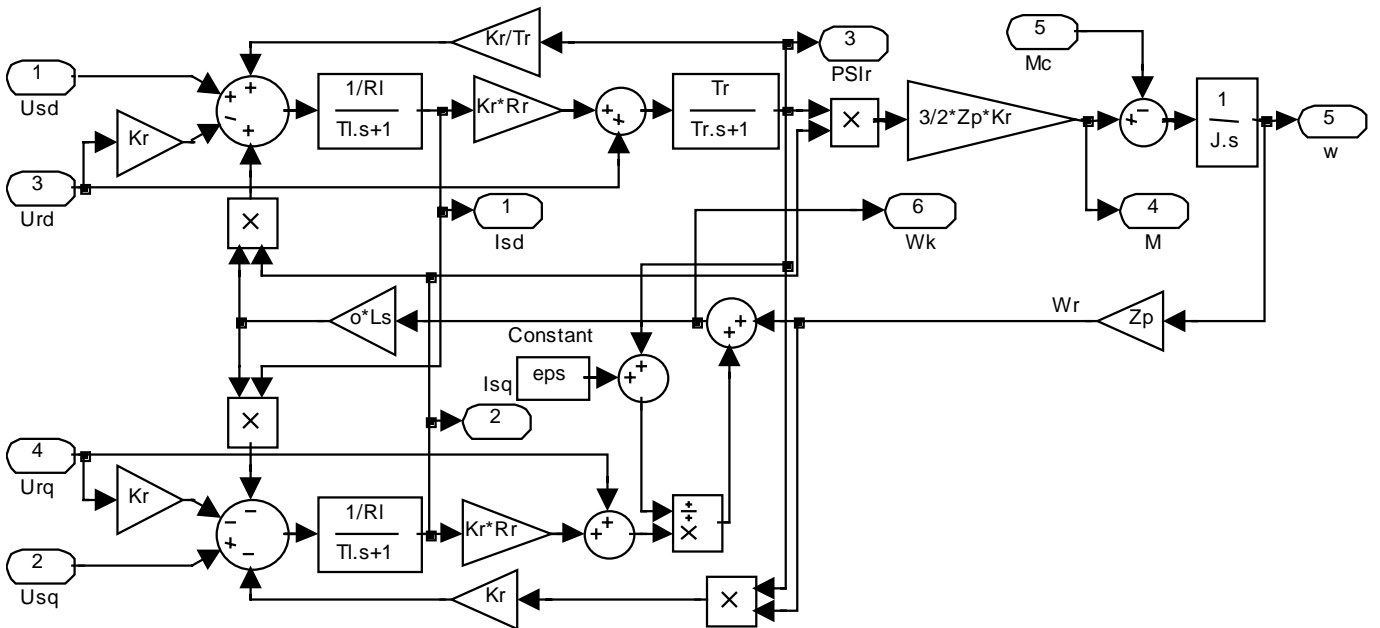 1
Usd
Kr
3
Urd
+
+
−
+
Kr/Tr
1/Rl
Tl.s+1
Kr*Rr
+
+
Tr
Tr.s+1
3
PSIr
×
3/2*Zp*Kr
5
Mc
−
+
1
J.s
5
w
×
1
Isd
6
Wk
4
M
o*Ls
Constant
eps
+
+
+
+
Wr
Zp
×
Isq
2
4
Urq
Kr
2
Usq
−
−
+
−
1/Rl
Tl.s+1
Kr*Rr
+
+
÷
×
Kr
×